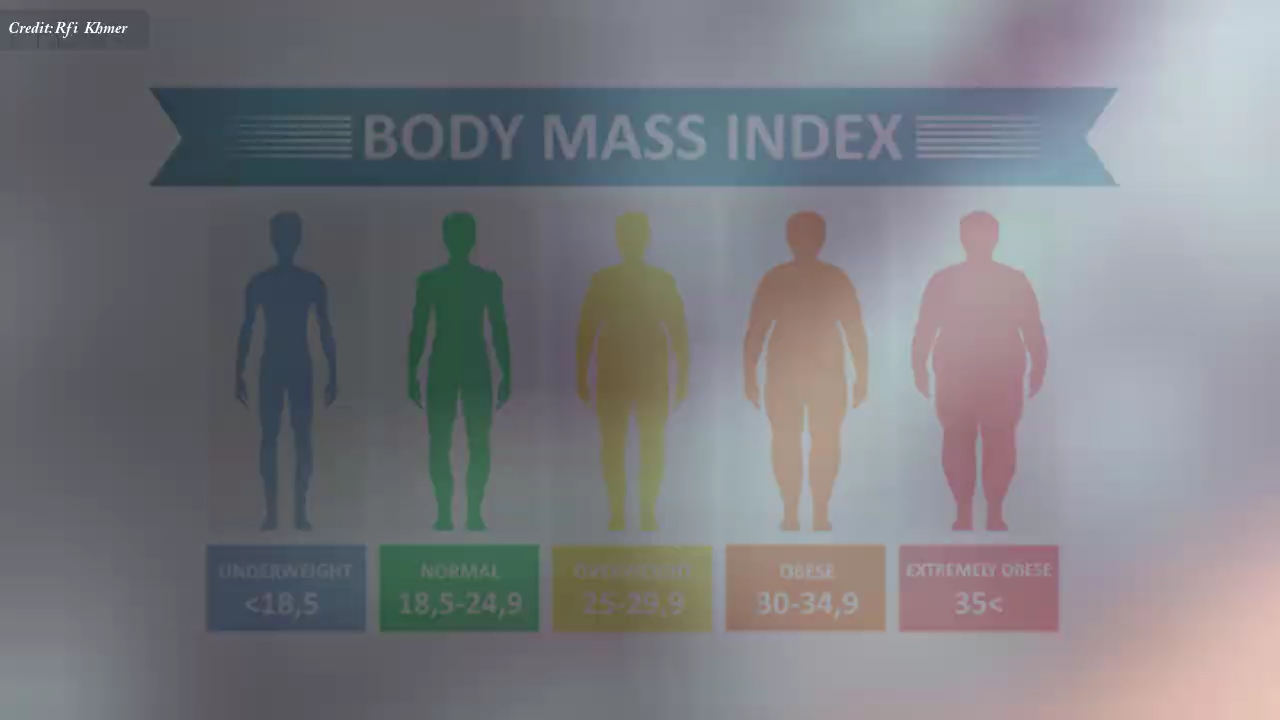 Credit:Rfi Khmer
BODY MASS INDEX
UNDERWEIGHT
<18,5
NORMAL
18,5-24,9
OVERWEIGHT
25-29,9
OBESE
30-34,9
EXTREMELY OBESE
35<